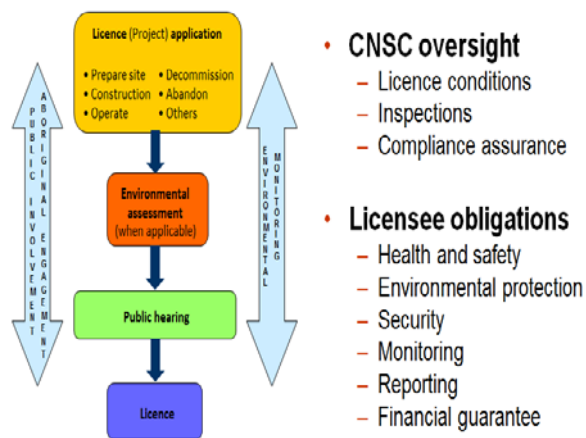 Licence (Project) application
• Prepare site
• Construction
• Operate
• Decommission
• Abandon
• Others
PUBLIC INVOLVEMENT
ABORIGINAL ENGAGEMENT
Environmental
assessment
(when applicable)
ENVIRONMENTAL
MONITORING
Public hearing
Licence
• CNSC oversight
– Licence conditions
– Inspections
– Compliance assurance
• Licensee obligations
– Health and safety
– Environmental protection
– Security
– Monitoring
– Reporting
– Financial guarantee